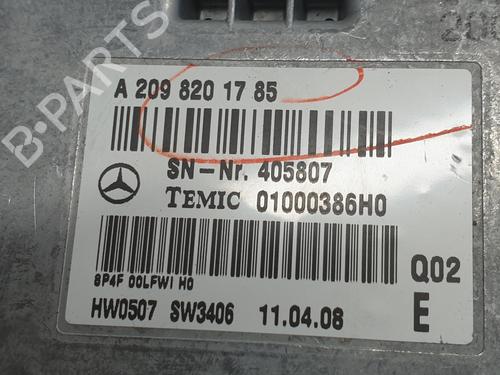 B-PARTS
A 209 820 17 85
SN-Nr. 405807
TEMIC 01000386H0
8P4F 00LFWI H0
Q02
HW0507 SW3406 11.04.08 E